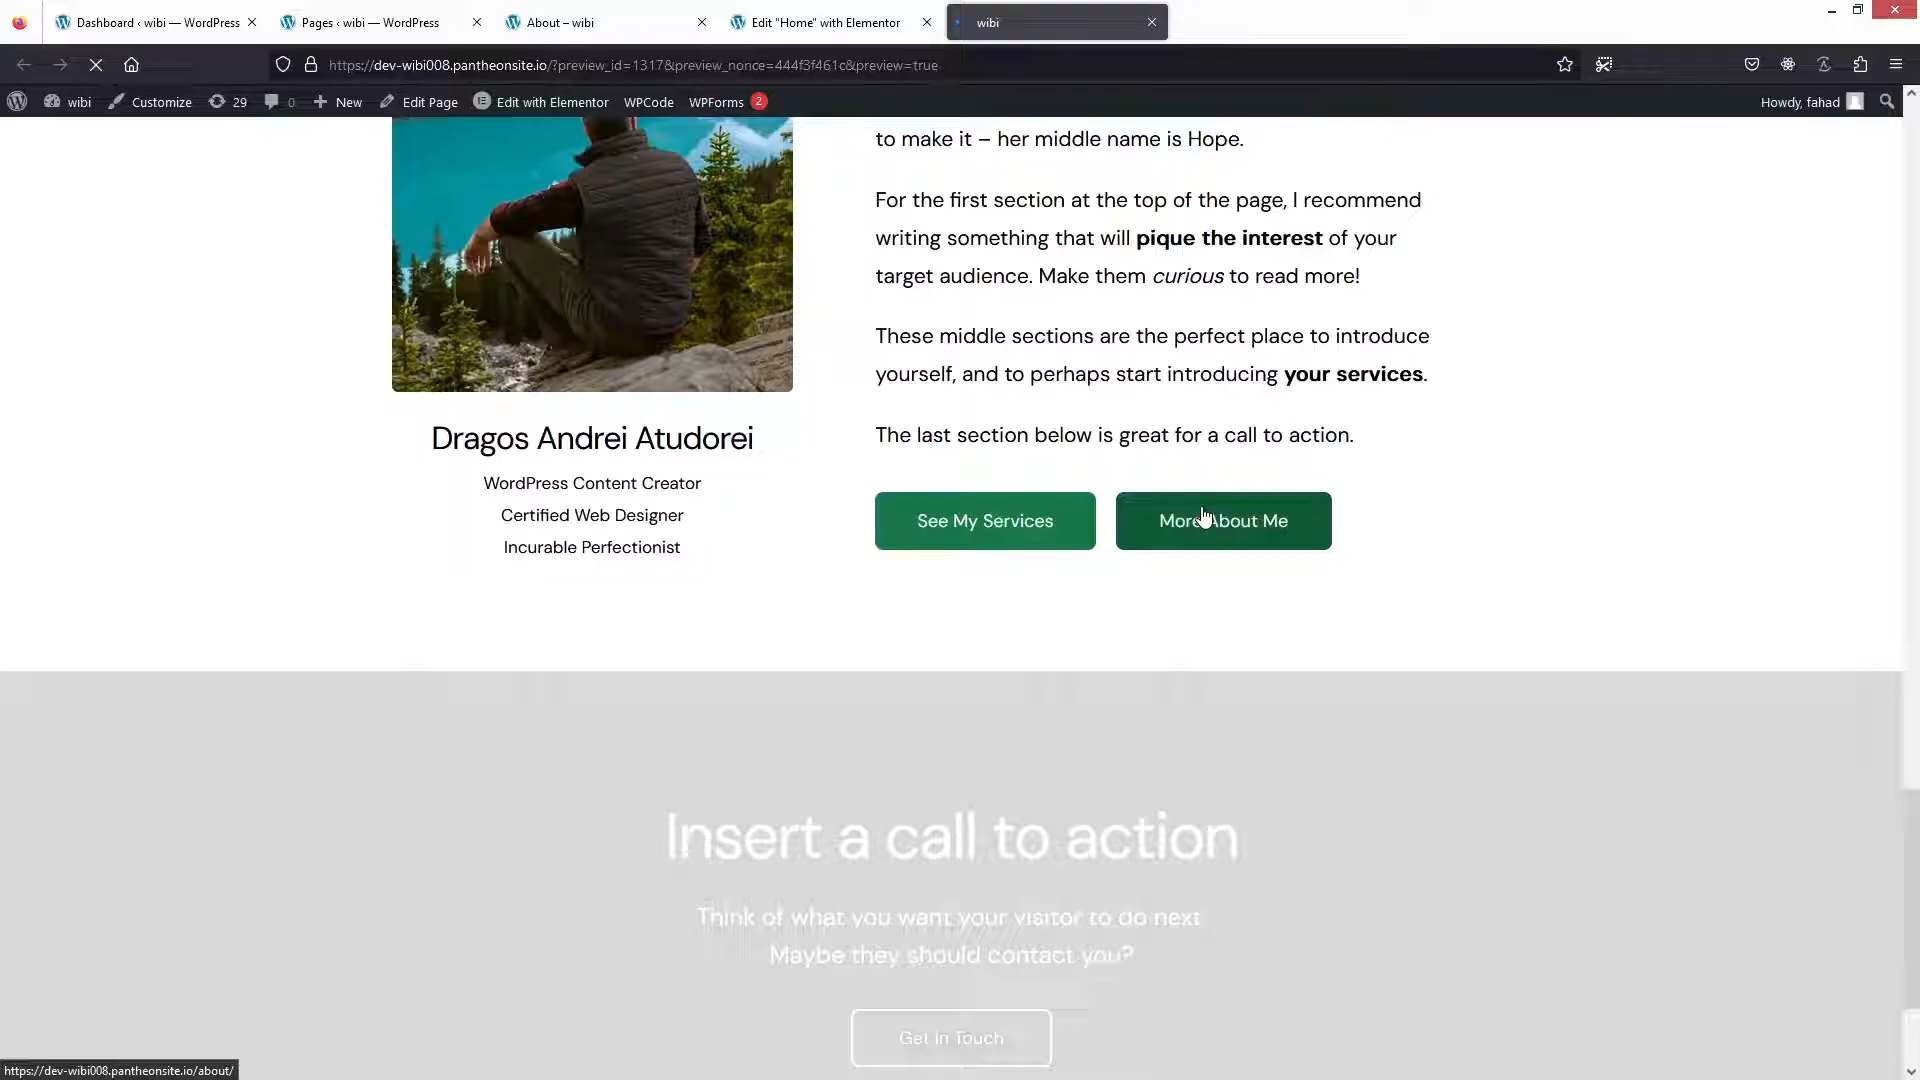 Dashboard ‹ wibi — WordPress
Pages ‹ wibi — WordPress
About – wibi
Edit "Home" with Elementor
wibi
https://dev-wibi008.pantheonsite.io/?preview_id=1317&preview_nonce=444f3f461c&preview=true
wibi
Customize
29
0
New
Edit Page
Edit with Elementor
WPCode
WPForms 2
Howdy, fahad
to make it – her middle name is Hope.
For the first section at the top of the page, I recommend
writing something that will pique the interest of your
target audience. Make them curious to read more!
These middle sections are the perfect place to introduce
yourself, and to perhaps start introducing your services.
The last section below is great for a call to action.
Dragos Andrei Atudorei
WordPress Content Creator
Certified Web Designer
Incurable Perfectionist
See My Services
More About Me
Insert a call to action
Think of what you want your visitor to do next
Maybe they should contact you?
Get In Touch
https://dev-wibi008.pantheonsite.io/about/